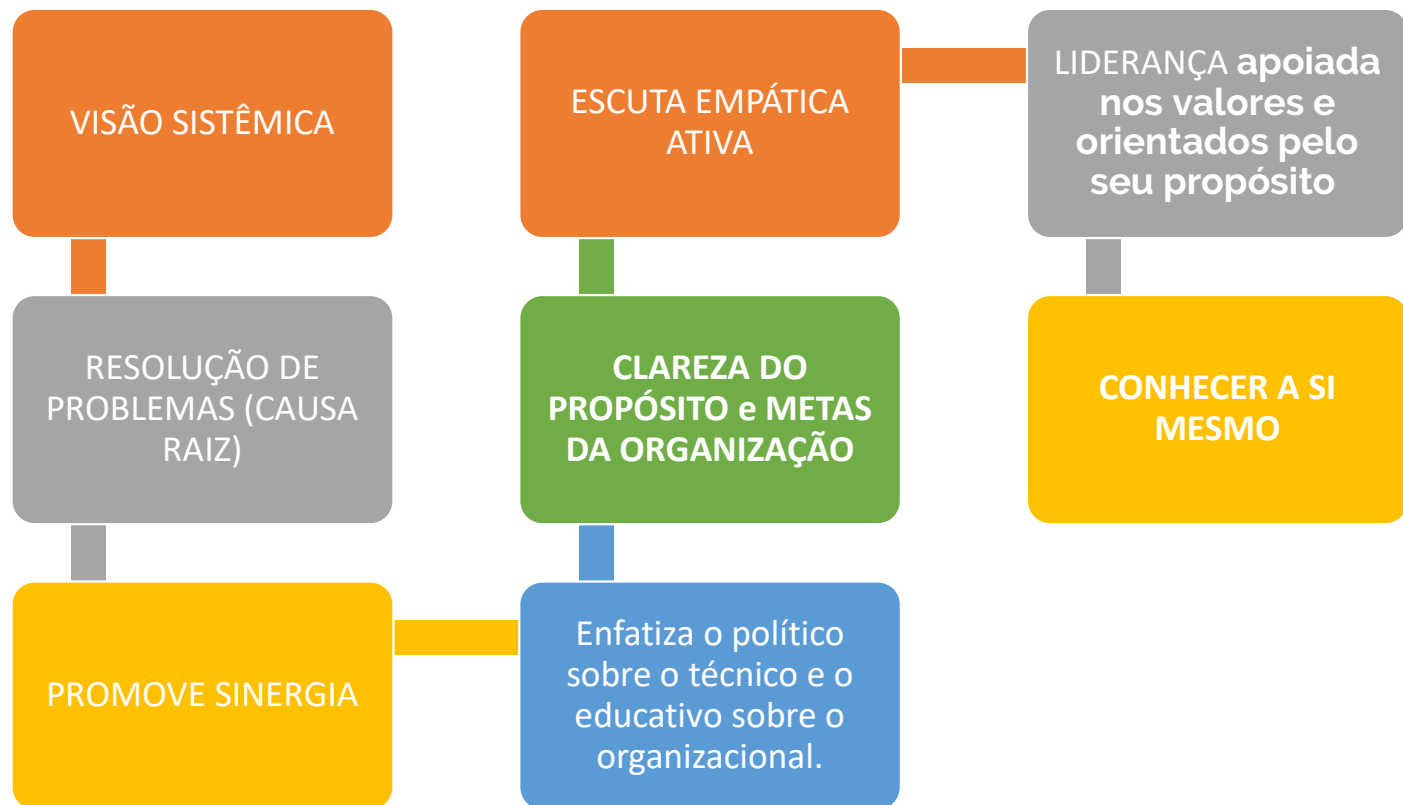 VISÃO SISTÊMICA
RESOLUÇÃO DE
PROBLEMAS (CAUSA
RAIZ)
PROMOVE SINERGIA
Enfatiza o político
sobre o técnico e o
educativo sobre o
organizacional.
CLAREZA DO
PROPÓSITO e METAS
DA ORGANIZAÇÃO
ESCUTA EMPÁTICA
ATIVA
LIDERANÇA apoiada
nos valores e
orientados pelo
seu propósito
CONHECER A SI
MESMO